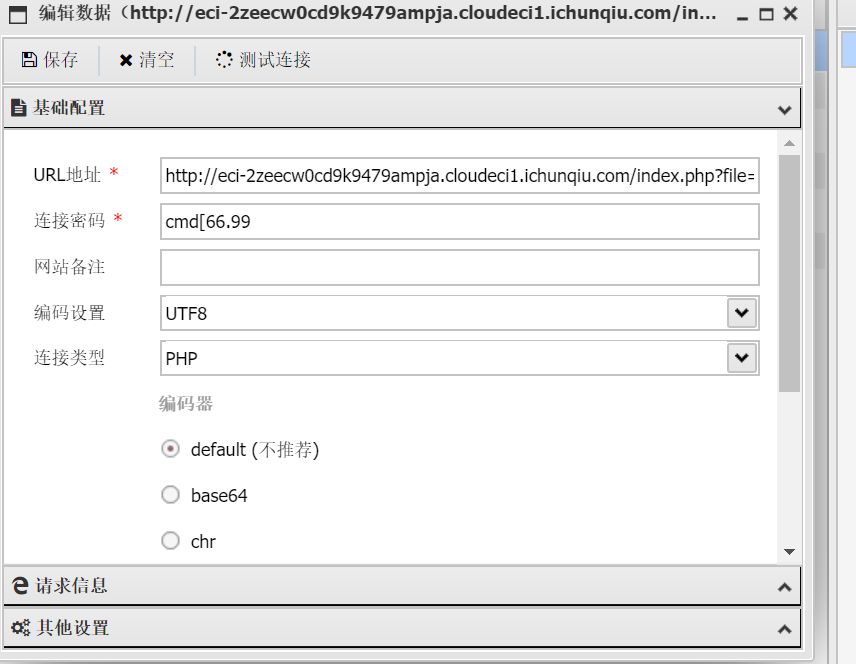 编辑数据（http://eci-2zeecw0cd9k9479ampja.cloudeci1.ichunqiu.com/in...
保存 清空 测试连接
基础配置
URL地址 * http://eci-2zeecw0cd9k9479ampja.cloudeci1.ichunqiu.com/index.php?file=
连接密码 * cmd[66.99
网站备注
编码设置 UTF8
连接类型 PHP
编码器
default (不推荐)
base64
chr
请求信息
其他设置